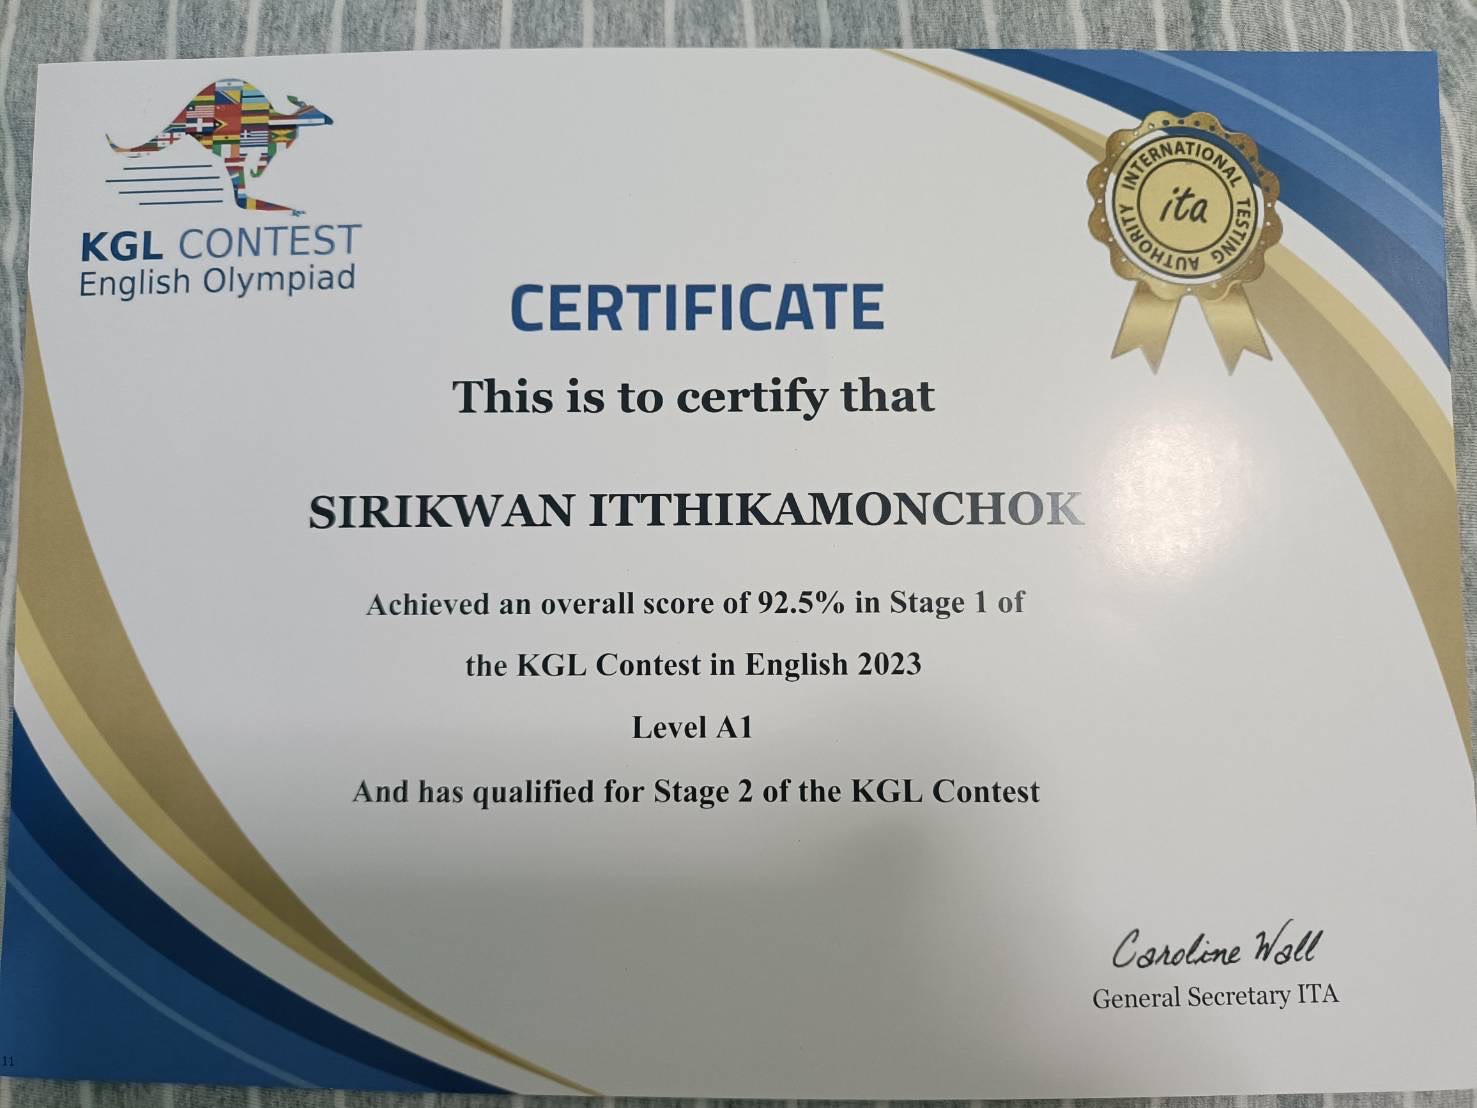 KGL CONTEST
English Olympiad
INTERNATIONAL TESTING AUTHORITY
ita
CERTIFICATE
This is to certify that
SIRIKWAN ITTHIKAMONCHOK
Achieved an overall score of 92.5% in Stage 1 of
the KGL Contest in English 2023
Level A1
And has qualified for Stage 2 of the KGL Contest
Caroline Wall
General Secretary ITA
11